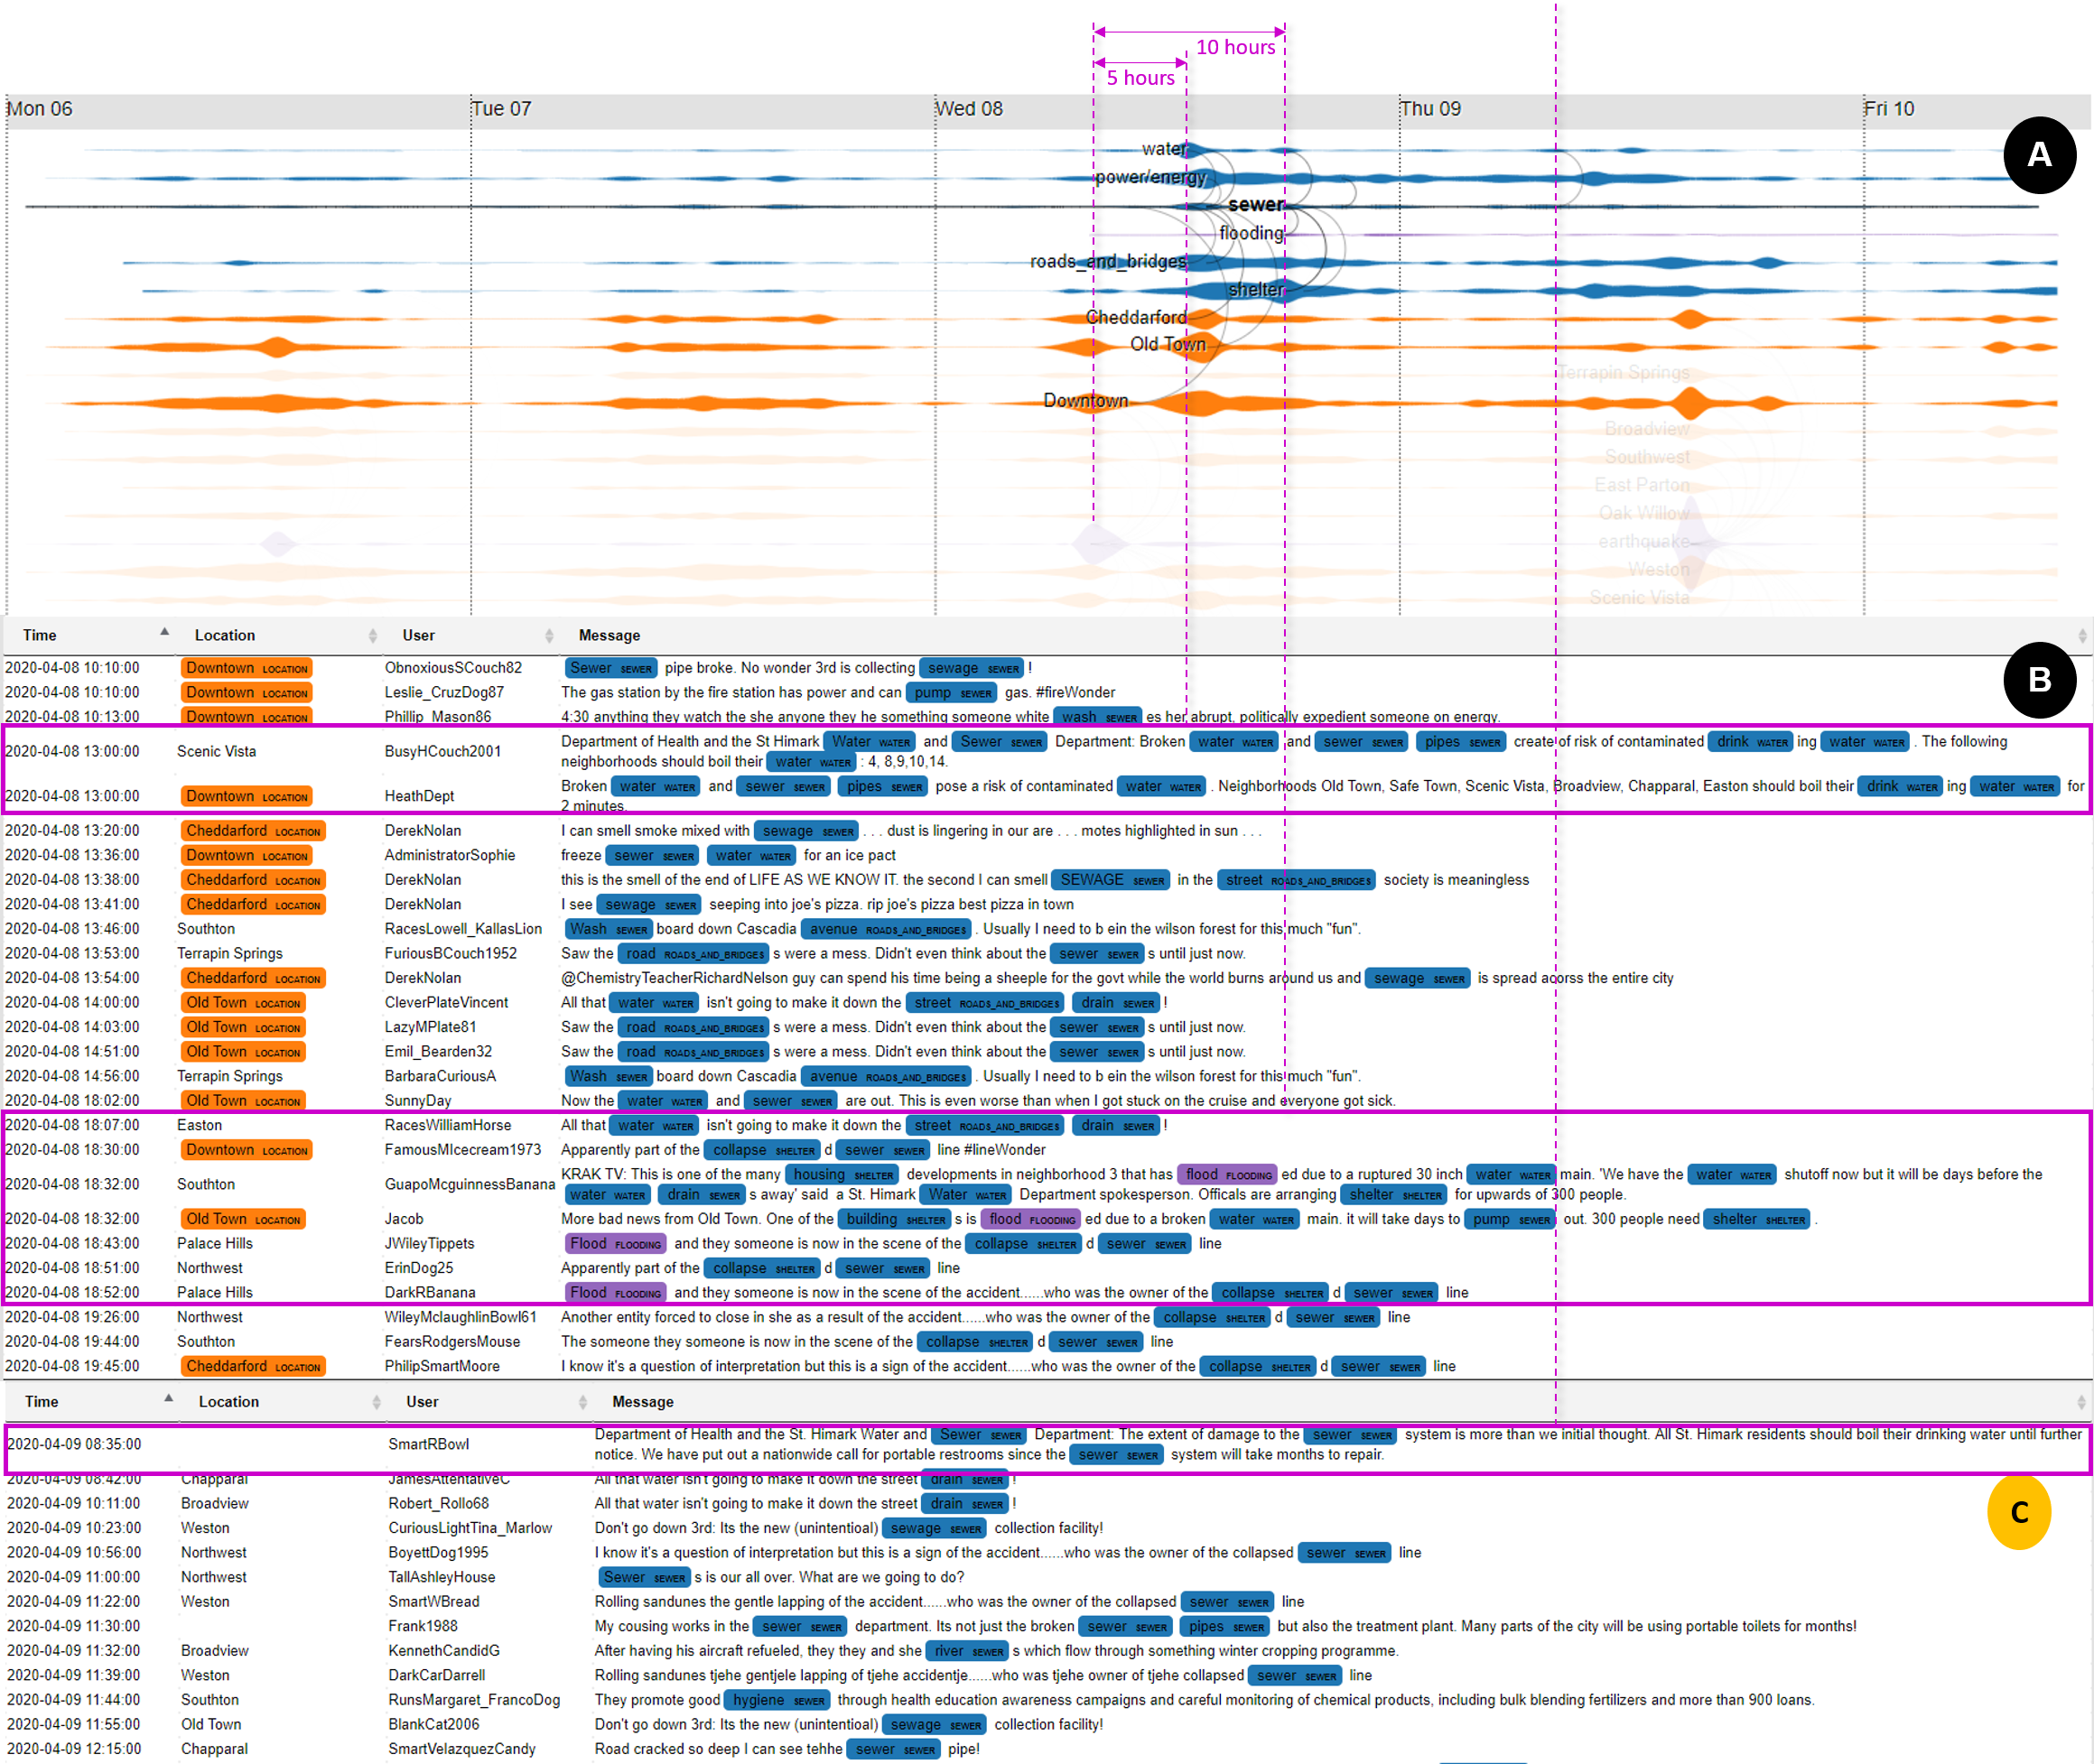 10 hours
5 hours
Mon 06 Tue 07 Wed 08 Thu 09 Fri 10
A
water
power/energy
sewer
flooding
roads_and_bridges
shelter
Cheddarford
Old Town
Terrapin Springs
Downtown
Broadview
Southwest
East Parton
Oak Willow
earthquake
Weston
Scenic Vista
Time Location User Message
B
2020-04-08 10:10:00 Downtown LOCATION ObnoxiousSCouch82 Sewer SEWER pipe broke. No wonder 3rd is collecting sewage SEWER !
2020-04-08 10:10:00 Downtown LOCATION Leslie_CruzDog87 The gas station by the fire station has power and can pump SEWER gas. #fireWonder
2020-04-08 10:13:00 Downtown LOCATION Phillip_Mason86 4:30 anything they watch the she anyone they he something someone white wash SEWER es her, abrupt, politically expedient someone on energy.
2020-04-08 13:00:00 Scenic Vista BusyHCouch2001 Department of Health and the St Himark Water WATER and Sewer SEWER Department: Broken water WATER and sewer SEWER pipes SEWER create of risk of contaminated drink WATER ing water WATER . The following
neighborhoods should boil their water WATER : 4, 8,9,10,14.
2020-04-08 13:00:00 Downtown LOCATION HeathDept Broken water WATER and sewer SEWER pipes SEWER pose a risk of contaminated water WATER . Neighborhoods Old Town, Safe Town, Scenic Vista, Broadview, Chapparal, Easton should boil their drink WATER ing water WATER for
2 minutes.
2020-04-08 13:20:00 Cheddarford LOCATION DerekNolan I can smell smoke mixed with sewage SEWER . . . dust is lingering in our are . . . motes highlighted in sun . . .
2020-04-08 13:36:00 Downtown LOCATION AdministratorSophie freeze sewer SEWER water WATER for an ice pact
2020-04-08 13:38:00 Cheddarford LOCATION DerekNolan this is the smell of the end of LIFE AS WE KNOW IT. the second I can smell SEWAGE SEWER in the street ROADS_AND_BRIDGES society is meaningless
2020-04-08 13:41:00 Cheddarford LOCATION DerekNolan I see sewage SEWER seeping into joe's pizza. rip joe's pizza best pizza in town
2020-04-08 13:46:00 Southton RacesLowell_KallasLion Wash SEWER board down Cascadia avenue ROADS_AND_BRIDGES . Usually I need to b ein the wilson forest for this much "fun".
2020-04-08 13:53:00 Terrapin Springs FuriousBCouch1952 Saw the road ROADS_AND_BRIDGES s were a mess. Didn't even think about the sewer SEWER s until just now.
2020-04-08 13:54:00 Cheddarford LOCATION DerekNolan @ChemistryTeacherRichardNelson guy can spend his time being a sheeple for the govt while the world burns around us and sewage SEWER is spread aoorss the entire city
2020-04-08 14:00:00 Old Town LOCATION CleverPlateVincent All that water WATER isn't going to make it down the street ROADS_AND_BRIDGES drain SEWER !
2020-04-08 14:03:00 Old Town LOCATION LazyMPlate81 Saw the road ROADS_AND_BRIDGES s were a mess. Didn't even think about the sewer SEWER s until just now.
2020-04-08 14:51:00 Old Town LOCATION Emil_Bearden32 Saw the road ROADS_AND_BRIDGES s were a mess. Didn't even think about the sewer SEWER s until just now.
2020-04-08 14:56:00 Terrapin Springs BarbaraCuriousA Wash SEWER board down Cascadia avenue ROADS_AND_BRIDGES . Usually I need to b ein the wilson forest for this much "fun".
2020-04-08 18:02:00 Old Town LOCATION SunnyDay Now the water WATER and sewer SEWER are out. This is even worse than when I got stuck on the cruise and everyone got sick.
2020-04-08 18:07:00 Easton RacesWilliamHorse All that water WATER isn't going to make it down the street ROADS_AND_BRIDGES drain SEWER !
2020-04-08 18:30:00 Downtown LOCATION FamousMIcecream1973 Apparently part of the collapse SHELTER d sewer SEWER line #lineWonder
2020-04-08 18:32:00 Southton GuapoMcguinnessBanana KRAK TV: This is one of the many housing SHELTER developments in neighborhood 3 that has flood FLOODING ed due to a ruptured 30 inch water WATER main. 'We have the water WATER shutoff now but it will be days before the
water WATER drain SEWER s away' said a St. Himark Water WATER Department spokesperson. Officals are arranging shelter SHELTER for upwards of 300 people.
2020-04-08 18:32:00 Old Town LOCATION Jacob More bad news from Old Town. One of the building SHELTER s is flood FLOODING ed due to a broken water WATER main. it will take days to pump SEWER out. 300 people need shelter SHELTER .
2020-04-08 18:43:00 Palace Hills JWileyTippets Flood FLOODING and they someone is now in the scene of the collapse SHELTER d sewer SEWER line
2020-04-08 18:51:00 Northwest ErinDog25 Apparently part of the collapse SHELTER d sewer SEWER line
2020-04-08 18:52:00 Palace Hills DarkRBanana Flood FLOODING and they someone is now in the scene of the accident......who was the owner of the collapse SHELTER d sewer SEWER line
2020-04-08 19:26:00 Northwest WileyMclaughlinBowl61 Another entity forced to close in she as a result of the accident......who was the owner of the collapse SHELTER d sewer SEWER line
2020-04-08 19:44:00 Southton FearsRodgersMouse The someone they someone is now in the scene of the collapse SHELTER d sewer SEWER line
2020-04-08 19:45:00 Cheddarford LOCATION PhilipSmartMoore I know it's a question of interpretation but this is a sign of the accident......who was the owner of the collapse SHELTER d sewer SEWER line
Time Location User Message
2020-04-09 08:35:00 SmartRBowl Department of Health and the St. Himark Water and Sewer SEWER Department: The extent of damage to the sewer SEWER system is more than we initial thought. All St. Himark residents should boil their drinking water until further
notice. We have put out a nationwide call for portable restrooms since the sewer SEWER system will take months to repair.
2020-04-09 08:42:00 Chapparal JamesAttentativeC All that water isn't going to make it down the street drain SEWER !
2020-04-09 10:11:00 Broadview Robert_Rollo68 All that water isn't going to make it down the street drain SEWER !
C
2020-04-09 10:23:00 Weston CuriousLightTina_Marlow Don't go down 3rd: Its the new (unintential) sewage SEWER collection facility!
2020-04-09 10:56:00 Northwest BoyettDog1995 I know it's a question of interpretation but this is a sign of the accident......who was the owner of the collapsed sewer SEWER line
2020-04-09 11:00:00 Northwest TallAshleyHouse Sewer SEWER s is our all over. What are we going to do?
2020-04-09 11:22:00 Weston SmartWBread Rolling sandunes the gentle lapping of the accident......who was the owner of the collapsed sewer SEWER line
2020-04-09 11:30:00 Frank1988 My cousing works in the sewer SEWER department. Its not just the broken sewer SEWER pipes SEWER but also the treatment plant. Many parts of the city will be using portable toilets for months!
2020-04-09 11:32:00 Broadview KennethCandidG After having his aircraft refueled, they they and she river SEWER s which flow through something winter cropping programme.
2020-04-09 11:39:00 Weston DarkCarDarrell Rolling sandunes tjehe gentjele lapping of tjehe accidentje......who was tjehe owner of tjehe collapsed sewer SEWER line
2020-04-09 11:44:00 Southton RunsMargaret_FrancoDog They promote good hygiene SEWER through health education awareness campaigns and careful monitoring of chemical products, including bulk blending fertilizers and more than 900 loans.
2020-04-09 11:55:00 Old Town BlankCat2006 Don't go down 3rd: Its the new (unintential) sewage SEWER collection facility!
2020-04-09 12:15:00 Chapparal SmartVelazquezCandy Road cracked so deep I can see tehhe sewer SEWER pipe!